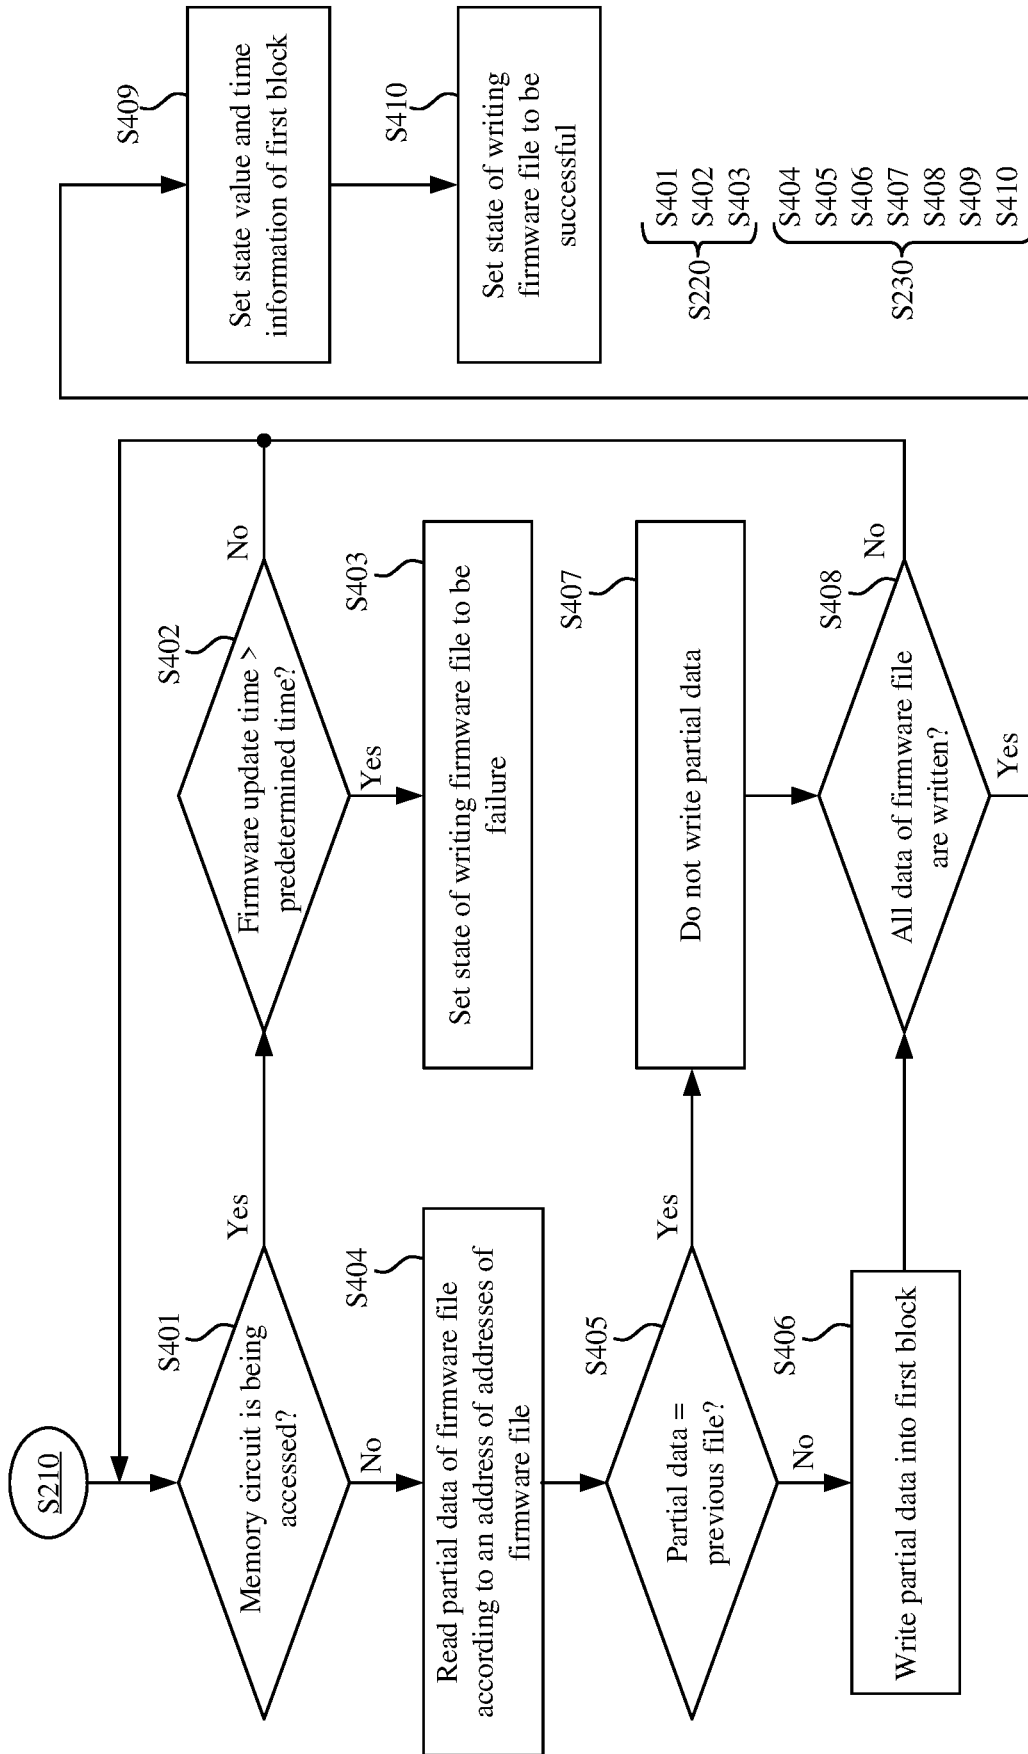 S210
S401
Memory circuit is being
accessed?
Yes
No
S402
Firmware update time >
predetermined time?
No
Yes
S403
Set state of writing firmware file to be
failure
S404
Read partial data of firmware file
according to an address of addresses of
firmware file
S405
Partial data =
previous file?
Yes
No
S407
Do not write partial data
S406
Write partial data into first block
S408
All data of firmware file
are written?
No
Yes
S409
Set state value and time
information of first block
S410
Set state of writing
firmware file to be
successful
S220
S401
S402
S403
S230
S404
S405
S406
S407
S408
S409
S410